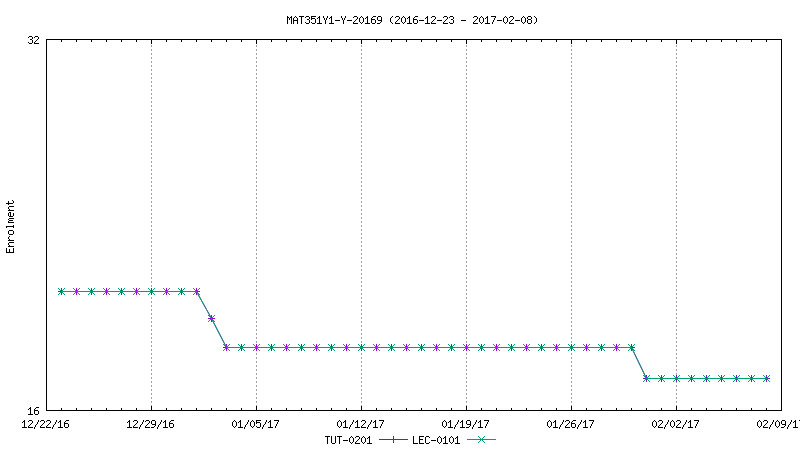 MAT351Y1-Y-20169 (2016-12-23 - 2017-02-08)
32
Enrolment
16
12/22/16 12/29/16 01/05/17 01/12/17 01/19/17 01/26/17 02/02/17 02/09/1
TUT-0201 LEC-0101